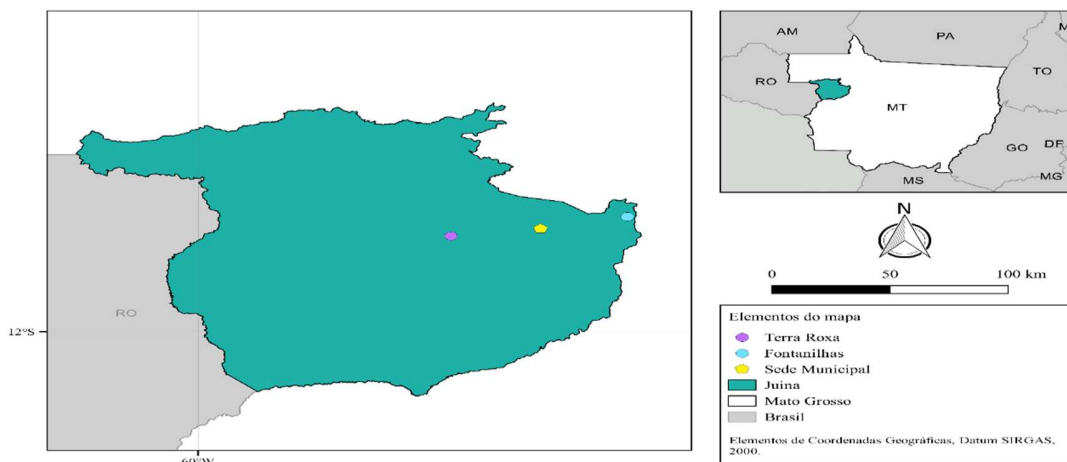 RO
12°S
60°W
AM
PA
M
RO
TO
MT
GO
DF
MG
MS
N
0 50 100 km
Elementos do mapa
Terra Roxa
Fontanilhas
Sede Municipal
Juina
Mato Grosso
Brasil
Elementos de Coordenadas Geográficas, Datum SIRGAS,
2000.